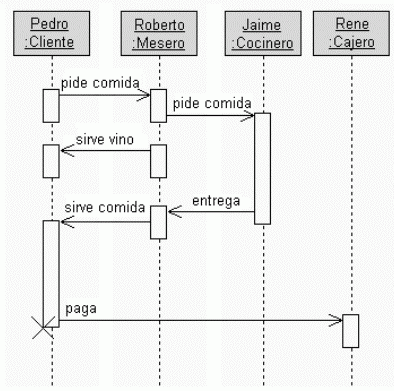 Pedro
:Cliente
Roberto
:Mesero
Jaime
:Cocinero
Rene
:Cajero
pide comida
pide comida
sirve vino
entrega
sirve comida
paga